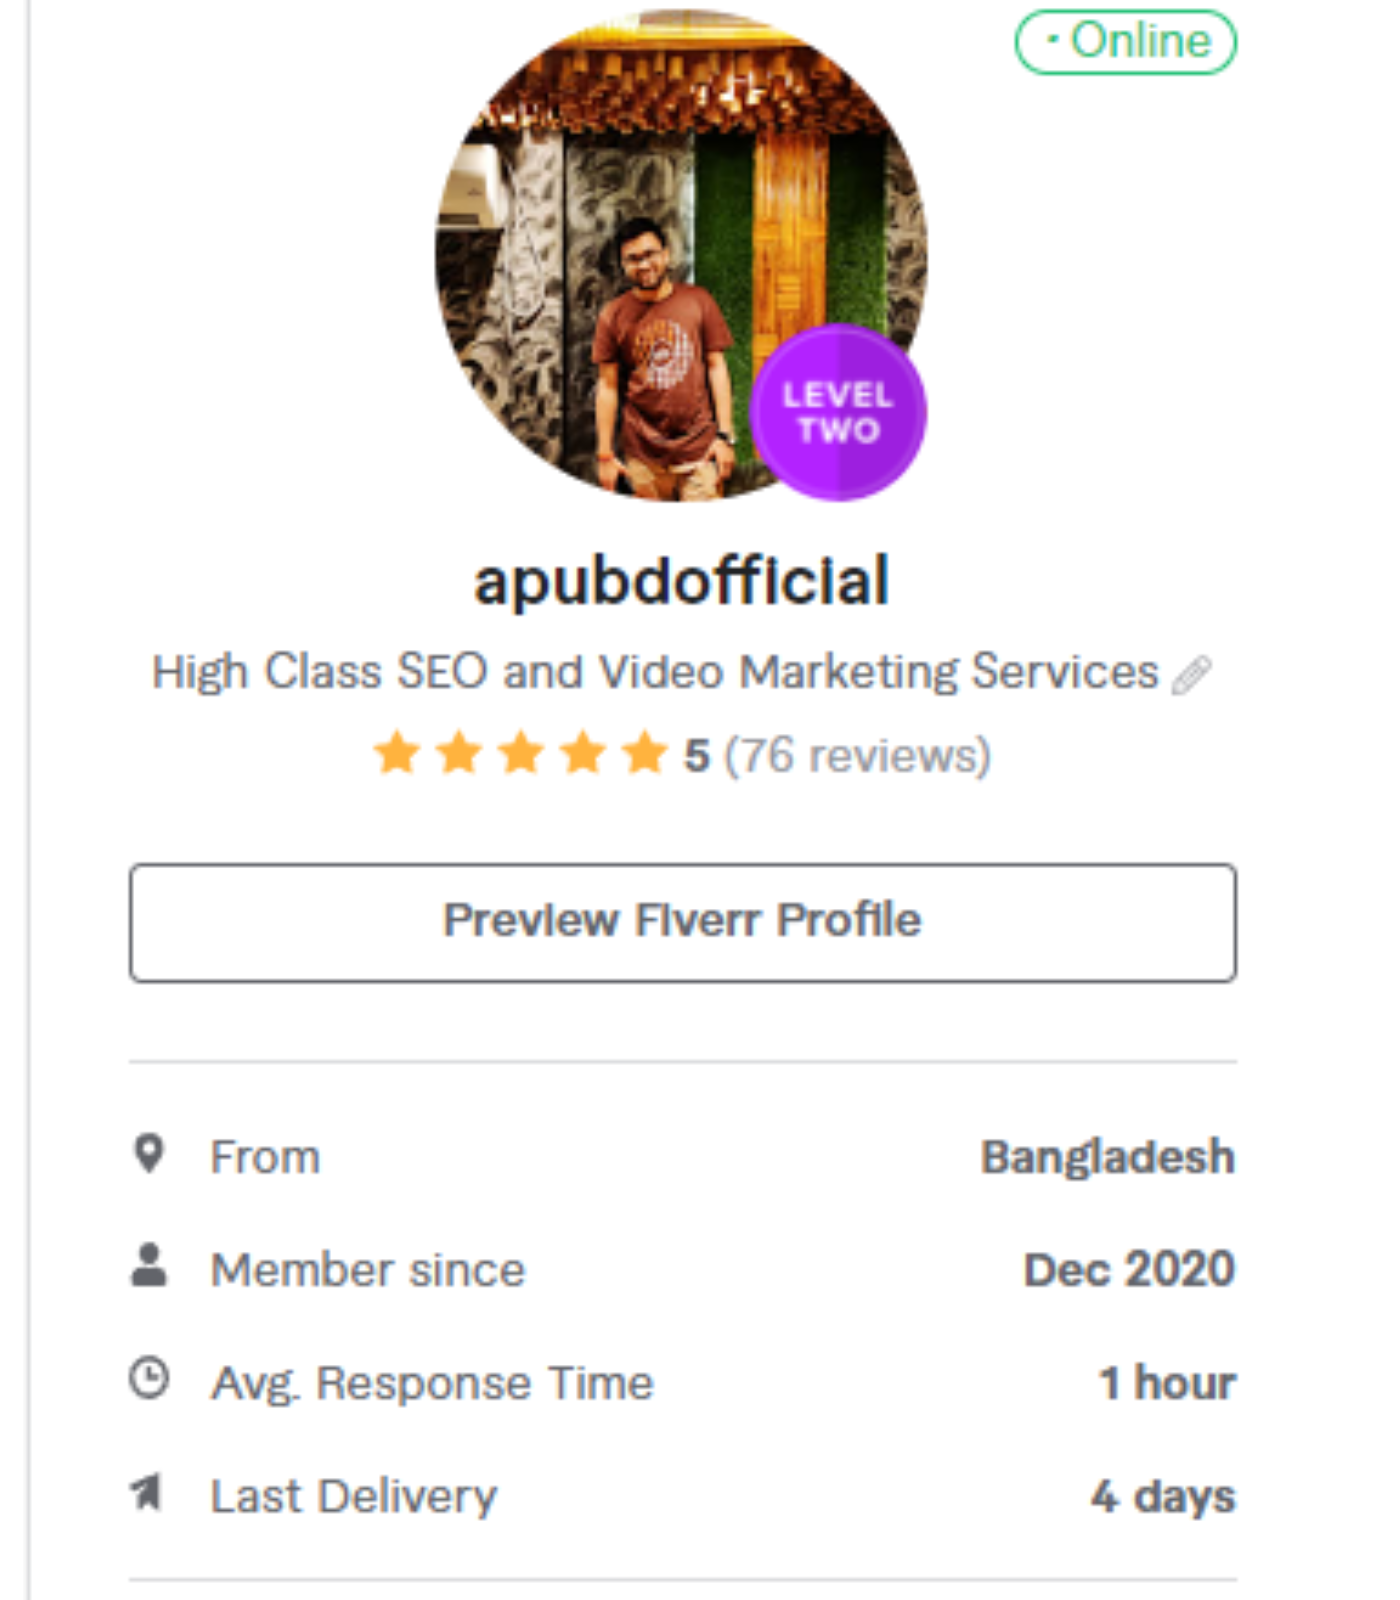 Online
LEVEL
TWO
apubdofficial
High Class SEO and Video Marketing Services
5 (76 reviews)
Preview Fiverr Profile
From Bangladesh
Member since Dec 2020
Avg. Response Time 1 hour
Last Delivery 4 days